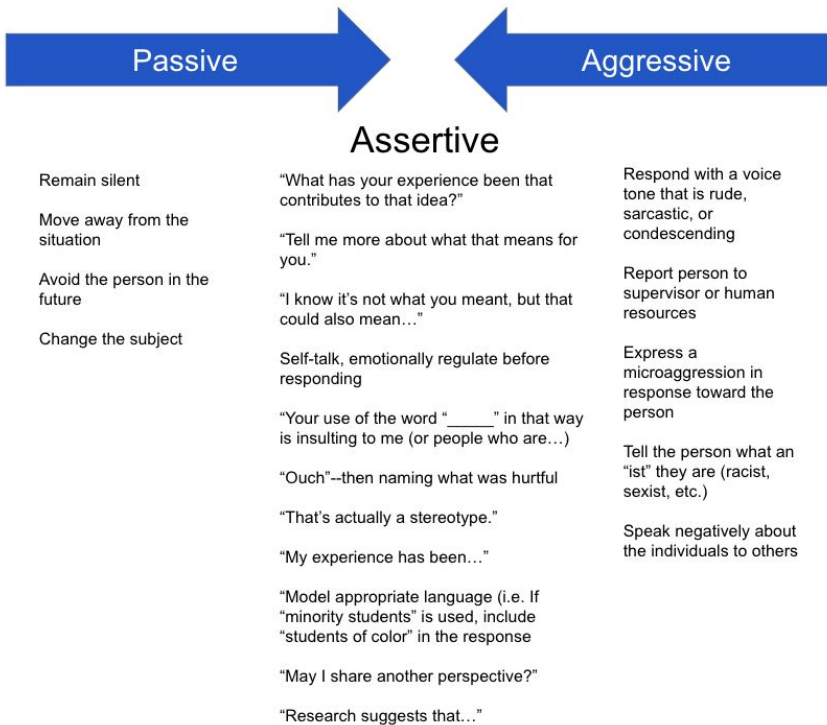 Passive
Aggressive
Assertive
Remain silent
Move away from the
situation
Avoid the person in the
future
Change the subject
“What has your experience been that
contributes to that idea?”
“Tell me more about what that means for
you.”
“I know it’s not what you meant, but that
could also mean…”
Self-talk, emotionally regulate before
responding
“Your use of the word “_____” in that way
is insulting to me (or people who are…)
“Ouch”--then naming what was hurtful
“That’s actually a stereotype.”
“My experience has been…”
“Model appropriate language (i.e. If
“minority students” is used, include
“students of color” in the response
“May I share another perspective?”
“Research suggests that…”
Respond with a voice
tone that is rude,
sarcastic, or
condescending
Report person to
supervisor or human
resources
Express a
microaggression in
response toward the
person
Tell the person what an
“ist” they are (racist,
sexist, etc.)
Speak negatively about
the individuals to others